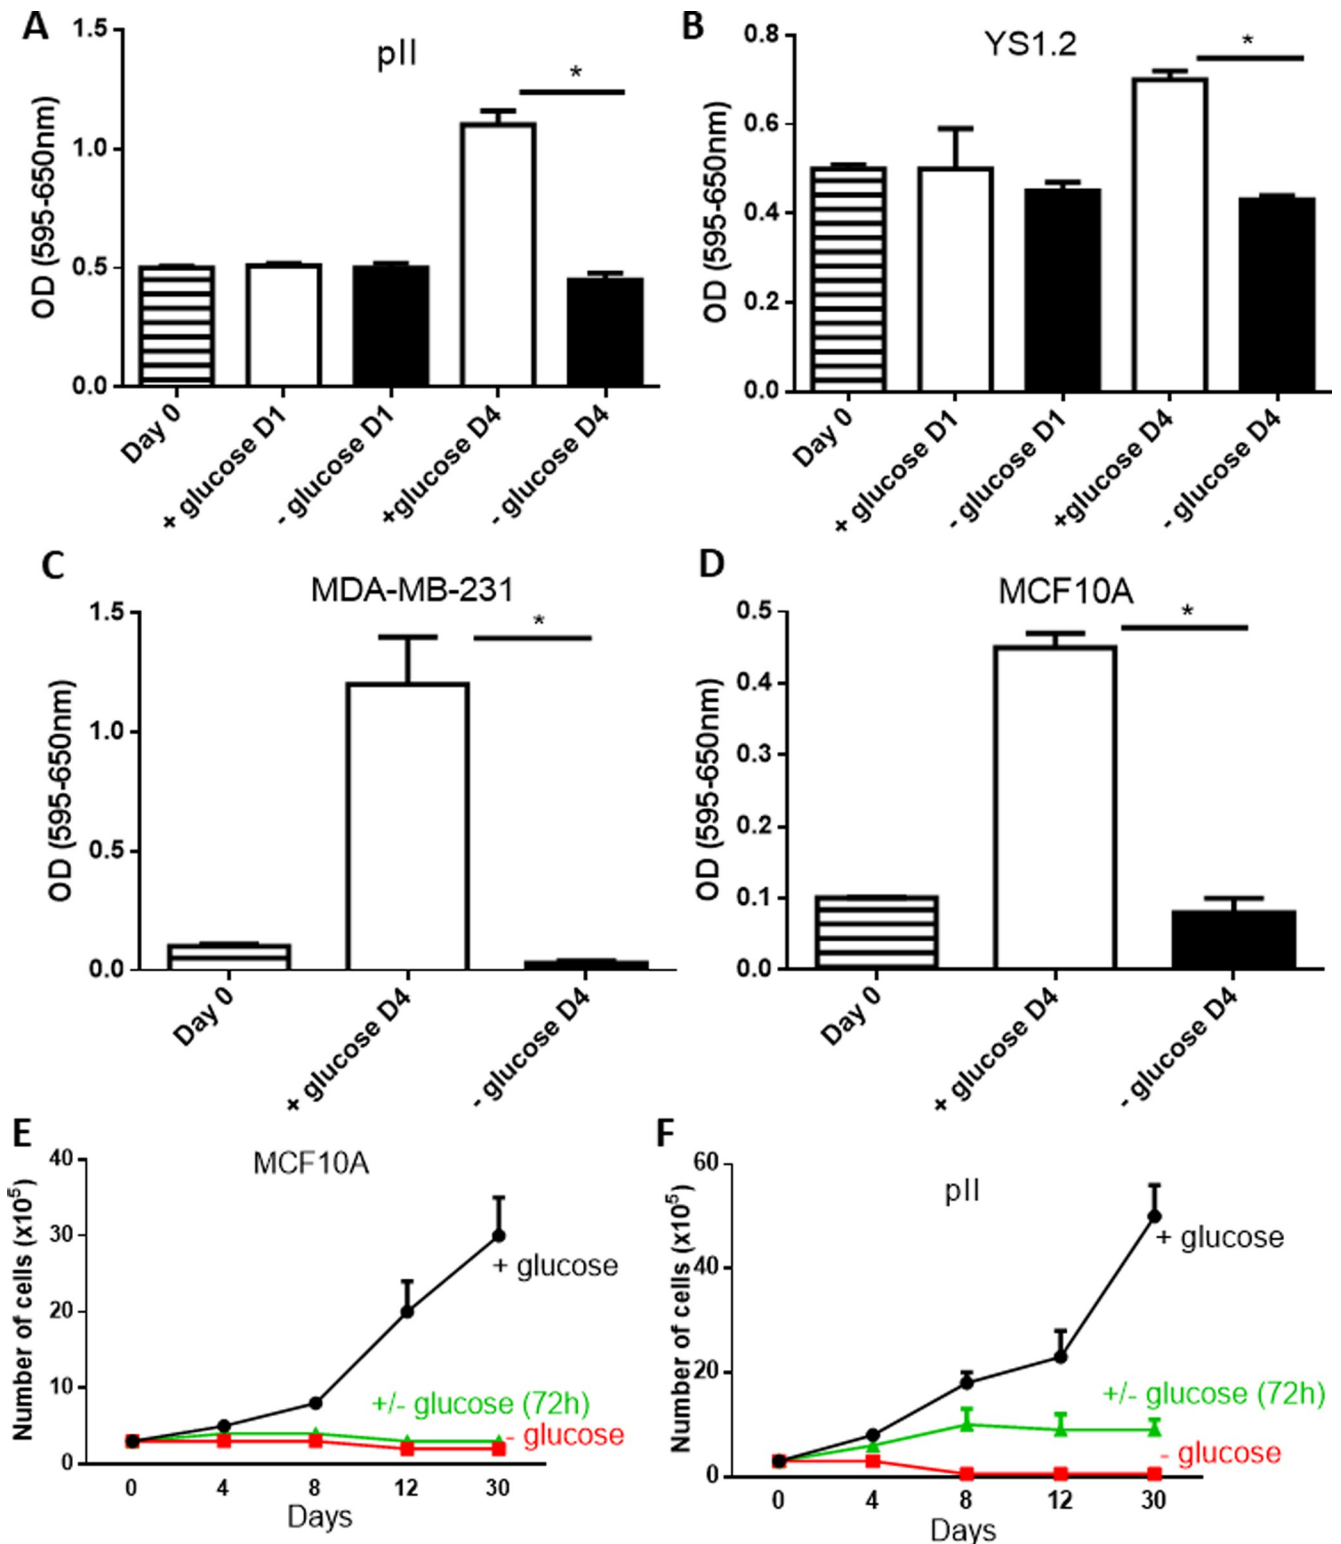 A
pII
*
OD (595-650nm)
1.5
1.0
0.5
0.0
Day 0
+ glucose D1
- glucose D1
+glucose D4
- glucose D4
B
YS1.2
*
OD (595-650nm)
0.8
0.6
0.4
0.2
0.0
Day 0
+ glucose D1
- glucose D1
+glucose D4
- glucose D4
C
MDA-MB-231
*
OD (595-650nm)
1.5
1.0
0.5
0.0
Day 0
+ glucose D4
- glucose D4
D
MCF10A
*
OD (595-650nm)
0.5
0.4
0.3
0.2
0.1
0.0
Day 0
+ glucose D4
- glucose D4
E
MCF10A
Number of cells (x10⁵)
40
30
20
10
0
+ glucose
+/- glucose (72h)
- glucose
0 4 8 12 30
Days
F
pII
Number of cells (x10⁵)
60
40
20
0
+ glucose
+/- glucose (72h)
- glucose
0 4 8 12 30
Days